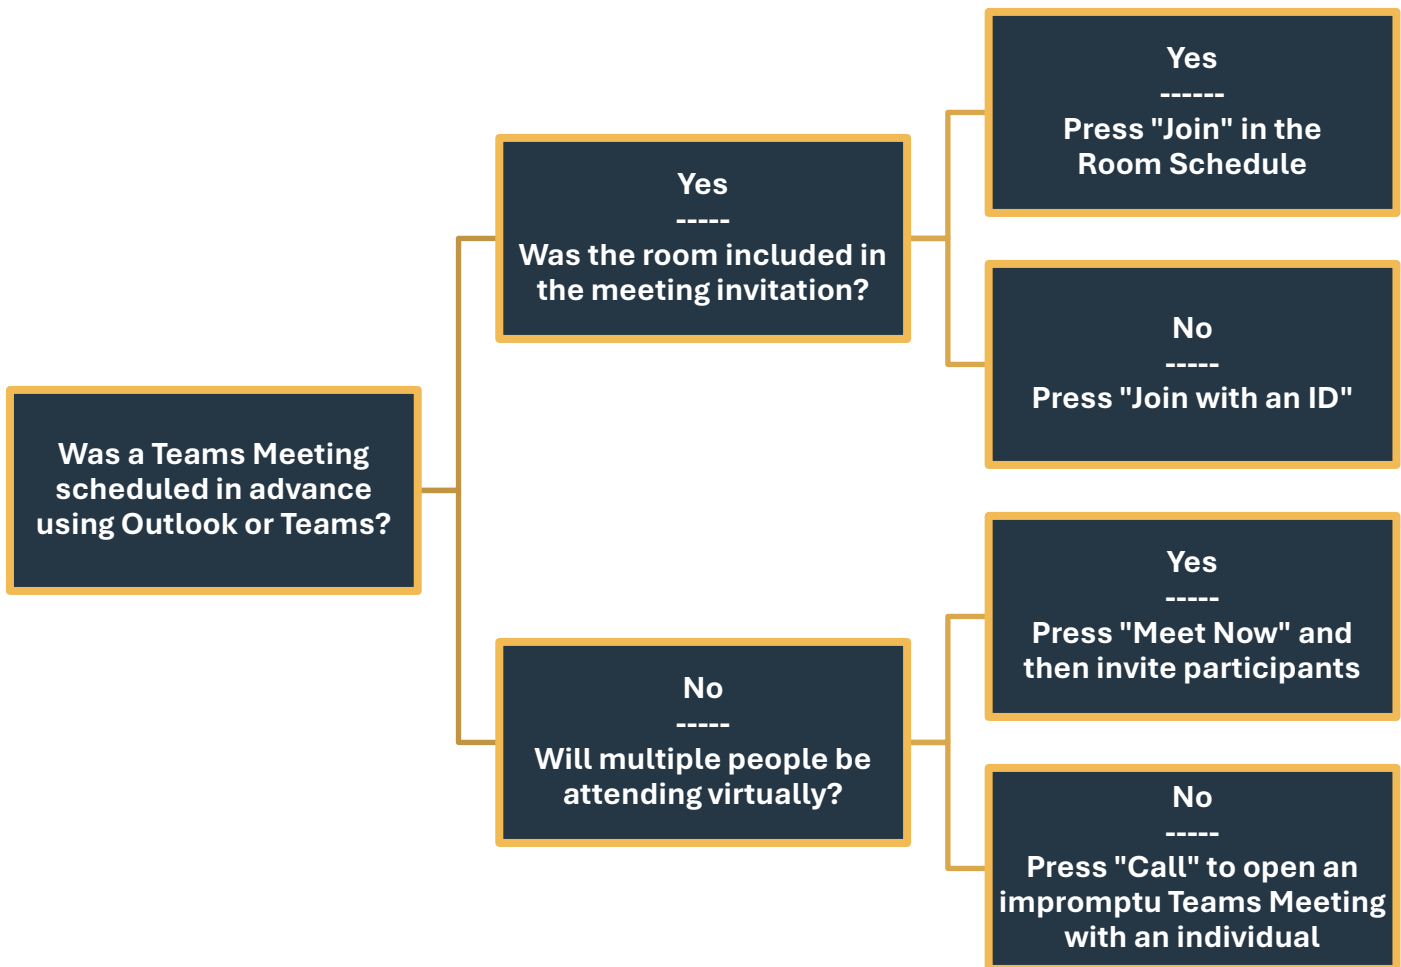 Was a Teams Meeting
scheduled in advance
using Outlook or Teams?
Yes
-----
Was the room included in
the meeting invitation?
Yes
------
Press "Join" in the
Room Schedule
No
-----
Press "Join with an ID"
No
-----
Will multiple people be
attending virtually?
Yes
-----
Press "Meet Now" and
then invite participants
No
-----
Press "Call" to open an
impromptu Teams Meeting
with an individual